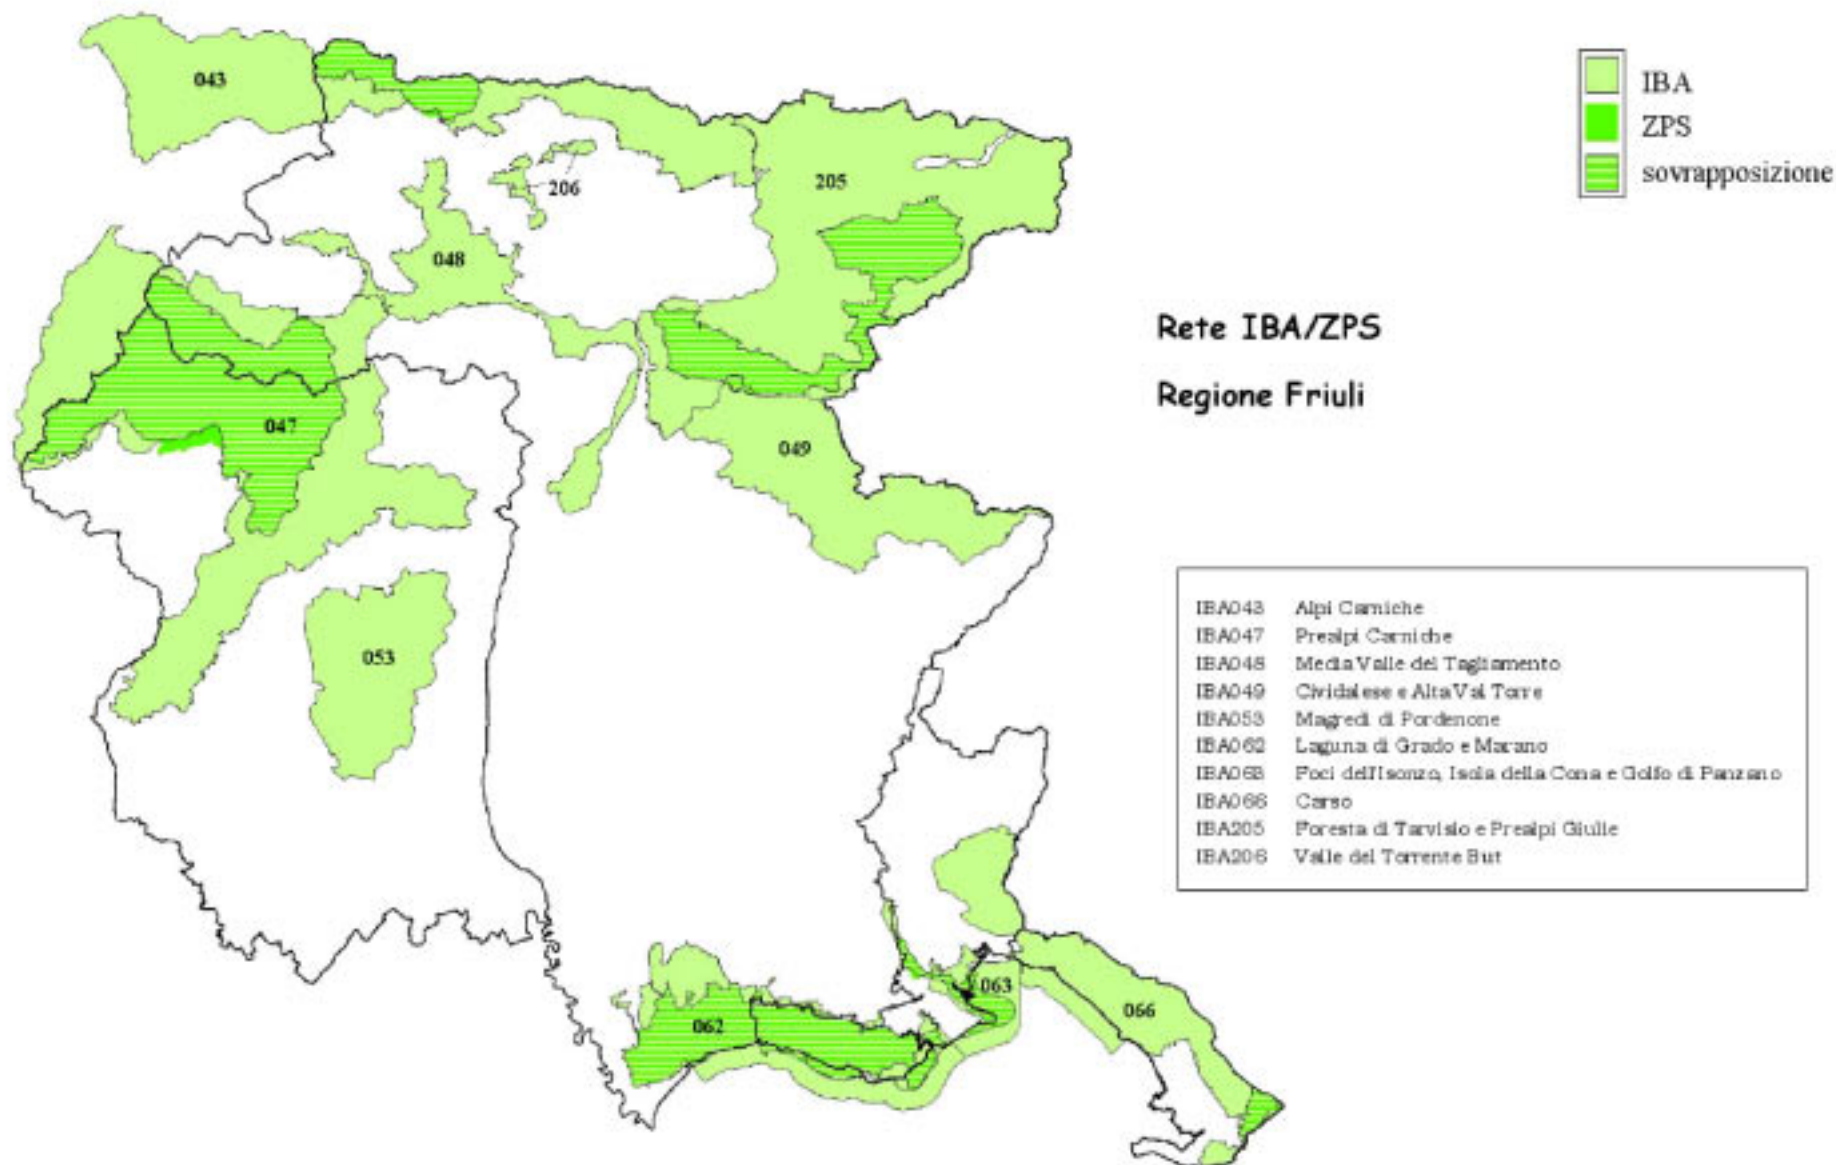 043
IBA
ZPS
sovrapposizione
206
205
048
Rete IBA/ZPS
Regione Friuli
047
049
053
IBA043 Alpi Carniche
IBA047 Prealpi Carniche
IBA048 Media Valle del Tagliamento
IBA049 Cividalese e Alta Val Torre
IBA053 Magredi di Pordenone
IBA062 Laguna di Grado e Marano
IBA063 Foci dell'Isonzo, Isola della Cona e Golfo di Panzano
IBA066 Carso
IBA205 Foresta di Tarvisio e Prealpi Giulie
IBA206 Valle del Torrente But
063
066
062